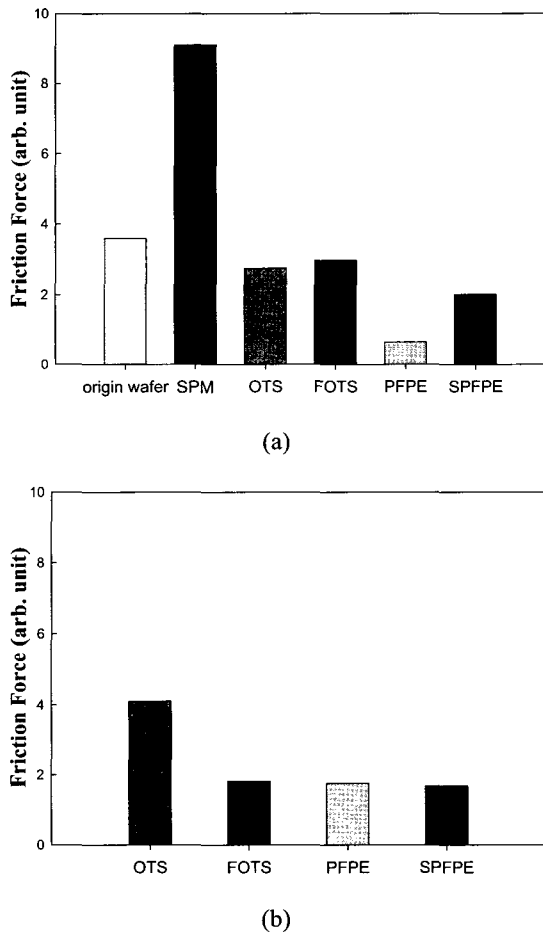 10
8
6
4
2
0
Friction Force (arb. unit)
origin wafer SPM OTS FOTS PFPE SPFPE
(a)
10
8
6
4
2
0
Friction Force (arb. unit)
OTS FOTS PFPE SPFPE
(b)